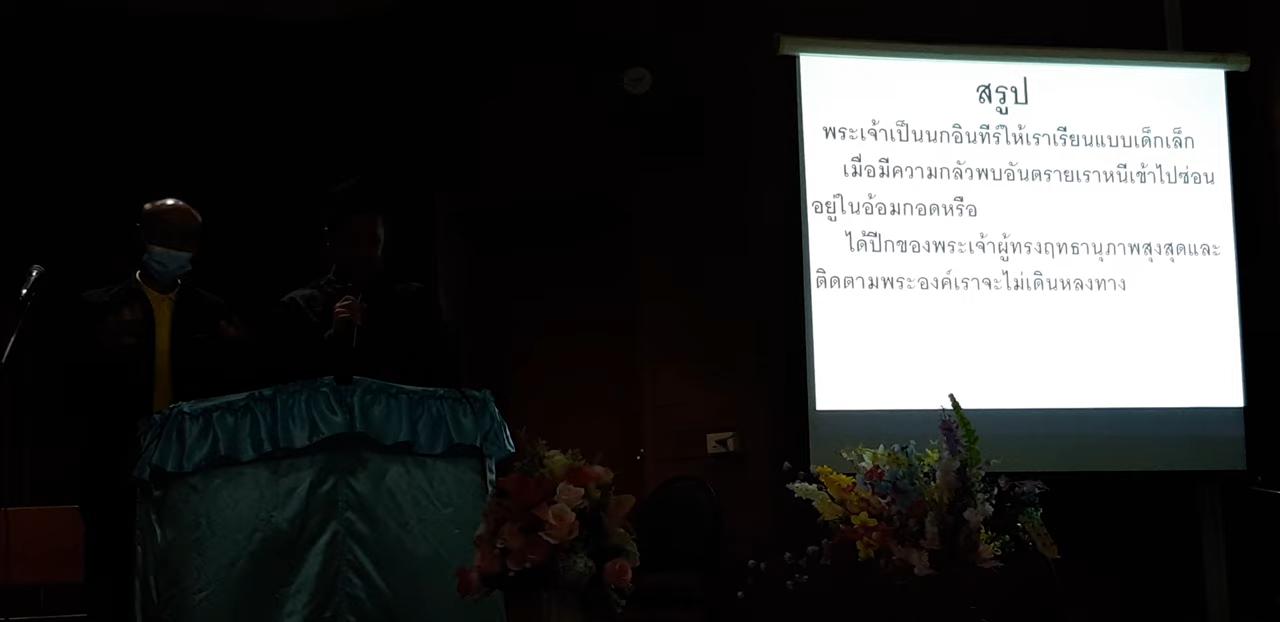 สรุป
พระเจ้าเป็นนกอินทีร์ให้เราเรียนแบบเด็กเล็ก
เมื่อมีความกลัวพบอันตรายเราหนีเข้าไปซ่อน
อยู่ในอ้อมกอดหรือ
ได้ปีกของพระเจ้าผู้ทรงฤทธานุภาพสุงสุดและ
ติดตามพระองค์เราจะไม่เดินหลงทาง